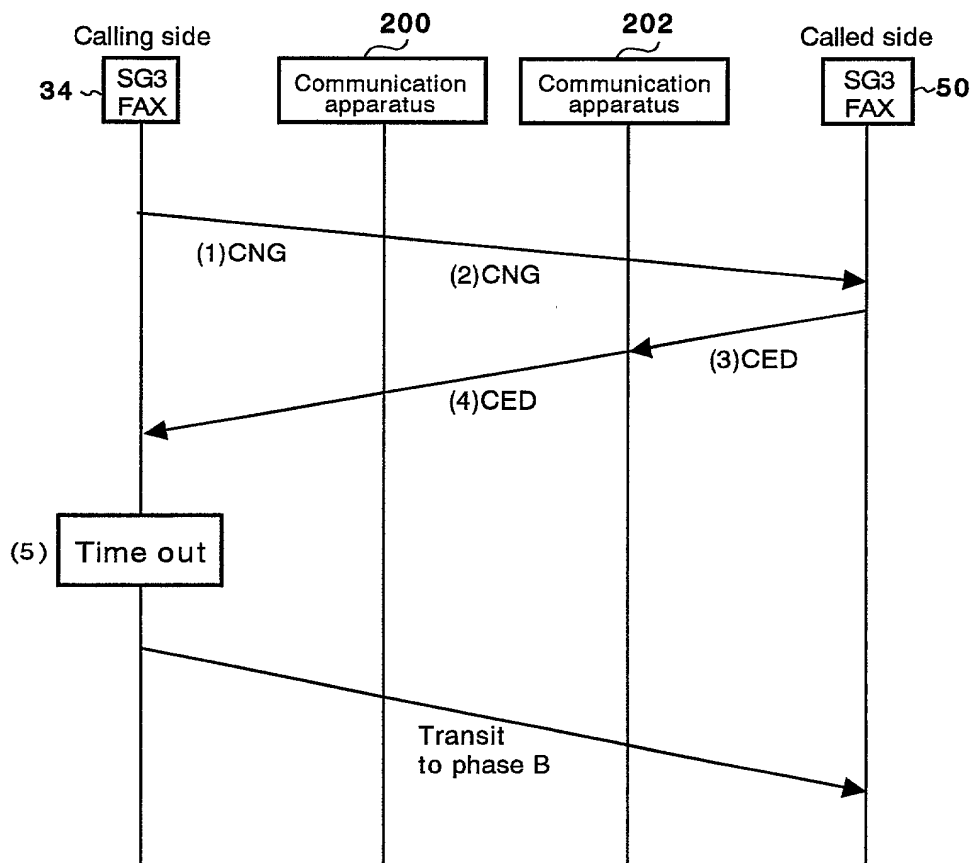 Calling side
200
202
Called side
34
SG3
FAX
Communication
apparatus
Communication
apparatus
SG3
FAX
50
(1)CNG
(2)CNG
(3)CED
(4)CED
(5)
Time out
Transit
to phase B